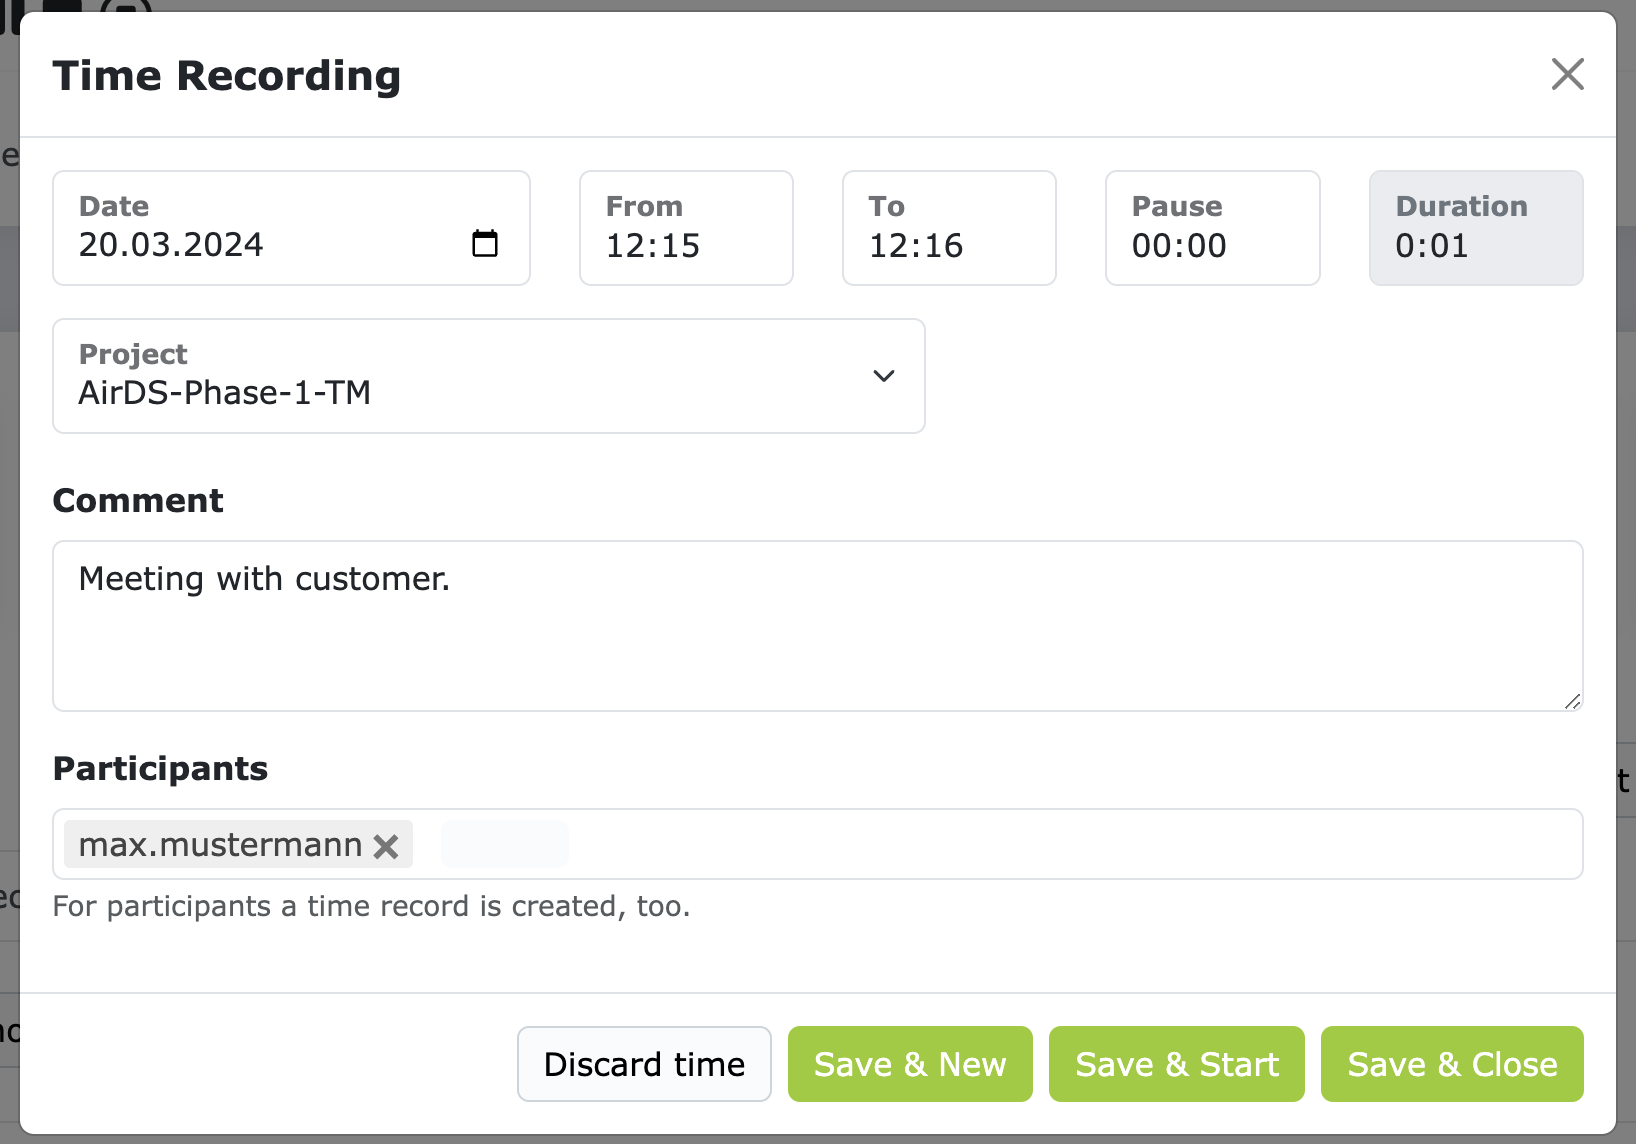 Time Recording
Date
20.03.2024
From
12:15
To
12:16
Pause
00:00
Duration
0:01
Project
AirDS-Phase-1-TM
Comment
Meeting with customer.
Participants
max.mustermann
For participants a time record is created, too.
Discard time
Save & New
Save & Start
Save & Close